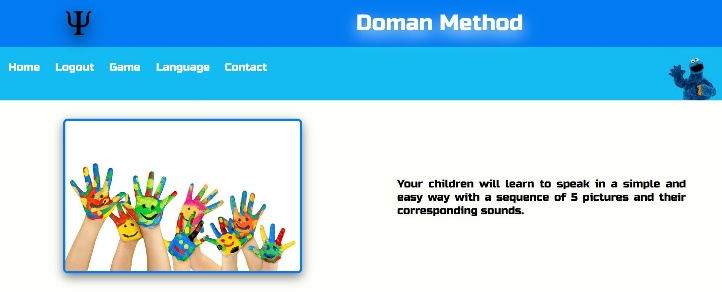 Ψ
Doman Method
Home Logout Game Language Contact
Your children will learn to speak in a simple and
easy way with a sequence of 5 pictures and their
corresponding sounds.